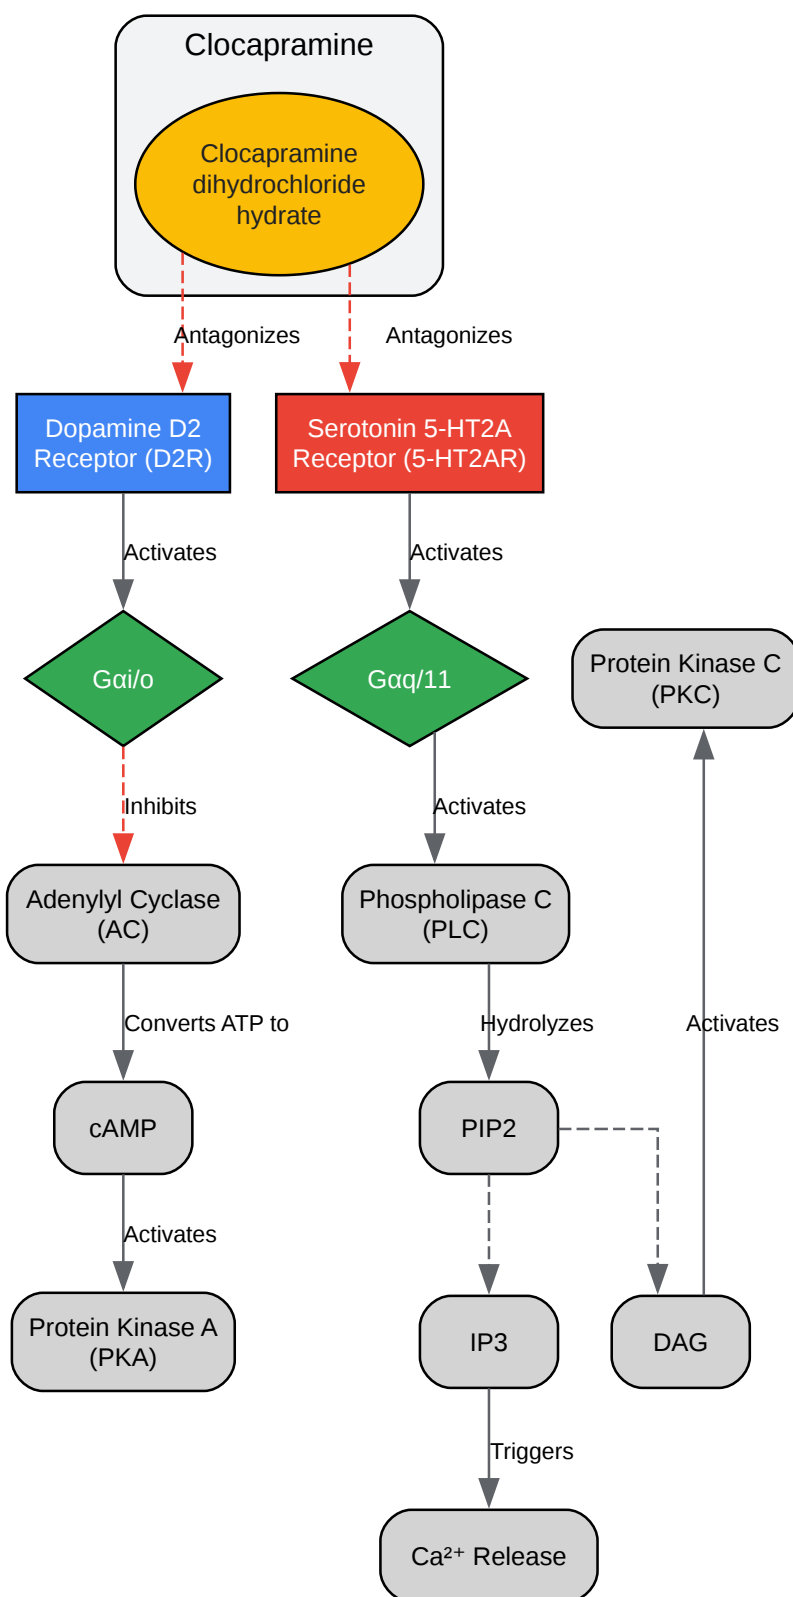 Clocapramine
Clocapramine
dihydrochloride
hydrate
Antagonizes
Antagonizes
Dopamine D2
Receptor (D2R)
Serotonin 5-HT2A
Receptor (5-HT2AR)
Activates
Activates
Gαi/o
Gαq/11
Protein Kinase C
(PKC)
Inhibits
Activates
Adenylyl Cyclase
(AC)
Phospholipase C
(PLC)
Converts ATP to
Hydrolyzes
Activates
cAMP
PIP2
Activates
Protein Kinase A
(PKA)
IP3
DAG
Triggers
Ca²⁺ Release